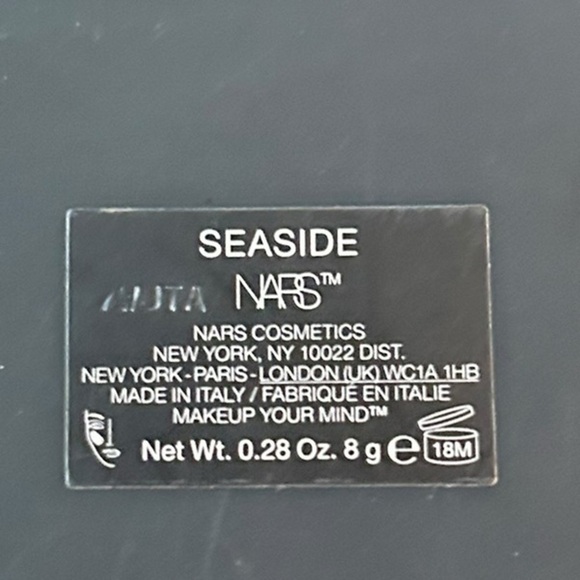 SEASIDE
NARS™
NARS COSMETICS
NEW YORK, NY 10022 DIST.
NEW YORK-PARIS-LONDON (UK) WC1A 1HB
MADE IN ITALY / FABRIQUÉ EN ITALIE
MAKEUP YOUR MIND™
Net Wt. 0.28 Oz. 8 g e 18M